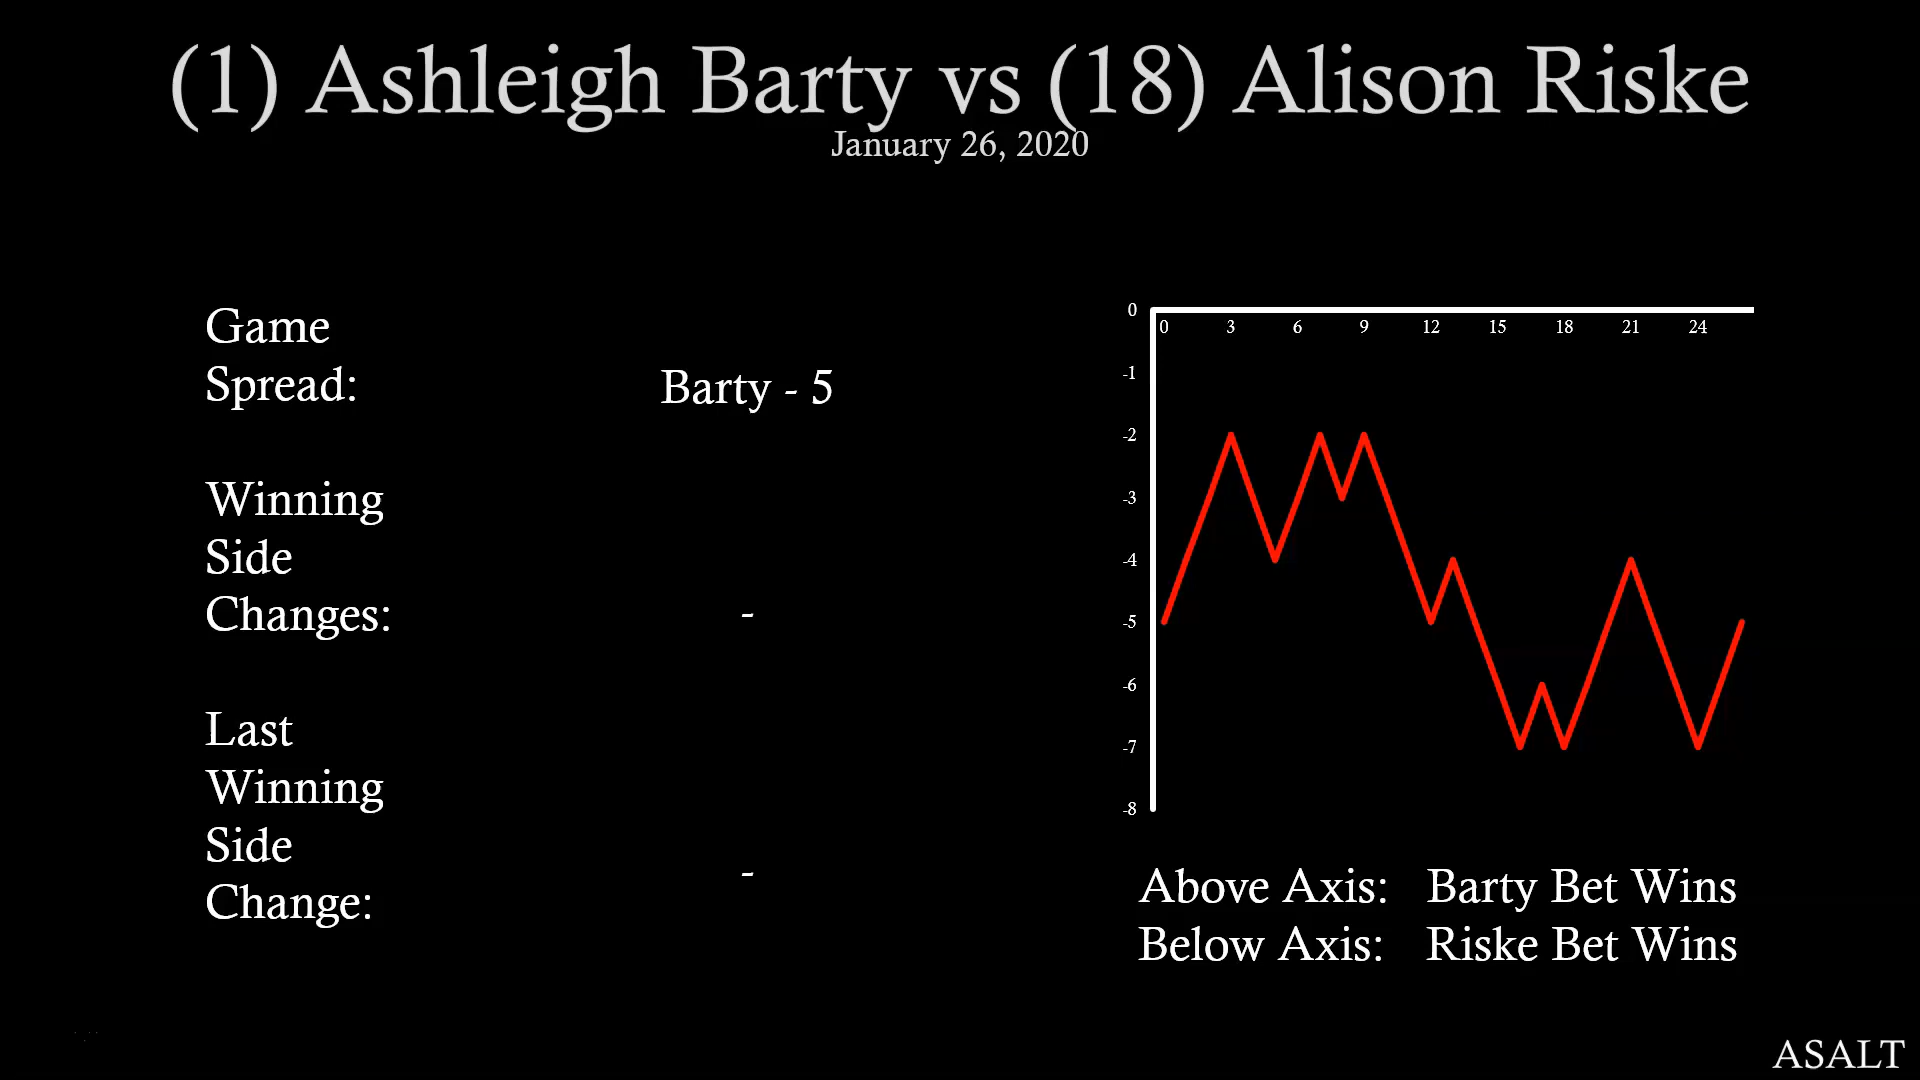 (1) Ashleigh Barty vs (18) Alison Riske
January 26, 2020
Game
Spread:
Barty - 5
Winning
Side
Changes:
-
Last
Winning
Side
Change:
-
0
0 3 6 9 12 15 18 21 24
-1
-2
-3
-4
-5
-6
-7
-8
Above Axis: Barty Bet Wins
Below Axis: Riske Bet Wins
ASALT